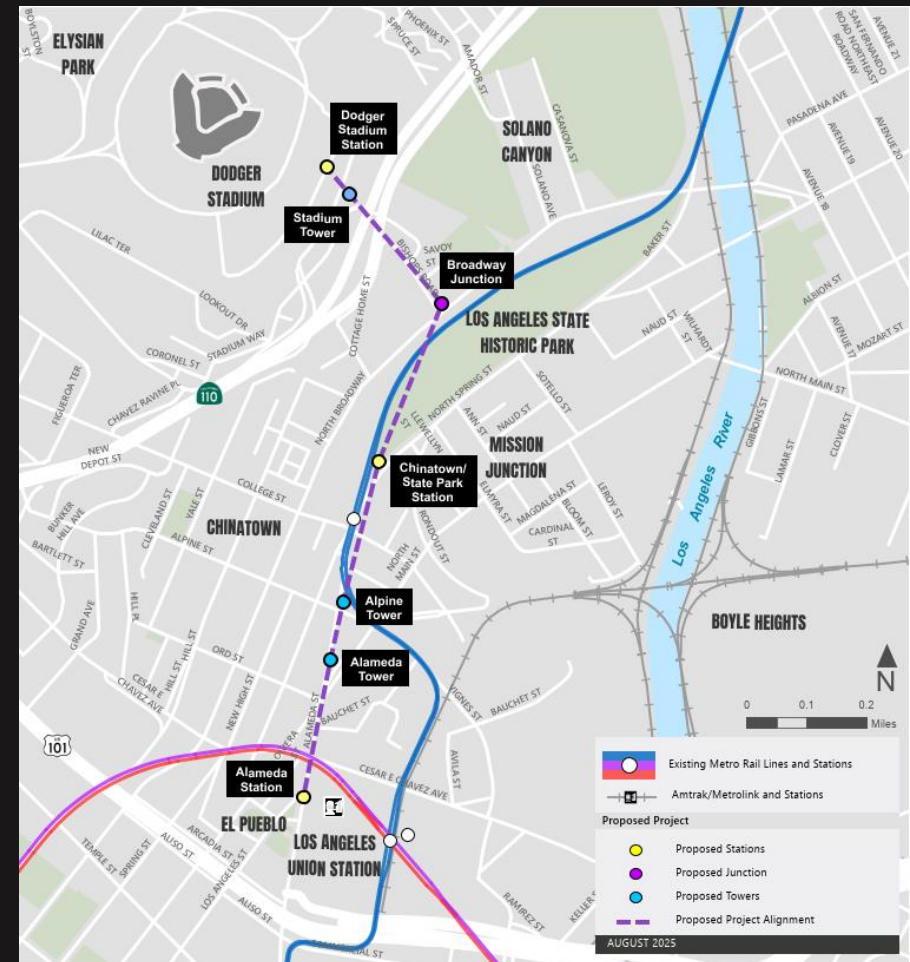 BOYLSTON ST
ELYSIAN
PARK
PHOENIX ST
SPRUCE ST
AMADOR ST
AVENUE 21
SAN FERNANDO
ROAD NORTHEAST
ROADWAY
PASADENA AVE
AVENUE 20
AVENUE 19
AVENUE 18
CASANOVA ST
SOLANO
CANYON
SOLANO AVE
Dodger
Stadium
Station
DODGER
STADIUM
Stadium
Tower
LILAC TER
BISHOPS ROAD
SAVOY
ST
BAKER ST
Broadway
Junction
LOS ANGELES STATE
HISTORIC PARK
COTTAGE HOME ST
LOOKOUT DR
STADIUM WAY
CORONEL ST
CHAVEZ RAVINE PL
FIGUEROA TER
110
ALBION ST
AVENUE 17
MOZART ST
NAUD ST
WILHARDT
ST
NORTH MAIN ST
NORTH BROADWAY
NORTH SPRING ST
SOTELLO ST
LLEWELLYN
ST
ANN ST
NAUD ST
MISSION
JUNCTION
GIBBONS ST
LAMAR ST
CLOVER ST
Los Angeles River
NEW
DEPOT ST
COLLEGE ST
Chinatown/
State Park
Station
ELMYRA ST
MAGDALENA ST
BLOOM ST
LEROY ST
CARDINAL
ST
RONDOUT ST
NORTH
MAIN ST
BUNKER
HILL AVE
CLEVELAND ST
YALE ST
CHINATOWN
ALPINE ST
BARTLETT ST
GRAND AVE
HILL PL
Alpine
Tower
BOYLE HEIGHTS
Alameda
Tower
ORD ST
HILL ST
HILL ST
CESAR E
CHAVEZ AVE
NEW HIGH ST
ALAMEDA ST
BAUCHET ST
VIGNES ST
BAUCHET ST
AVILA ST
N
0 0.1 0.2
Miles
US
101
Alameda
Station
CESAR E CHAVEZ AVE
EL PUEBLO
LOS ANGELES
UNION STATION
ARCADIA ST
ALISO ST
TEMPLE ST
SPRING ST
LOS ANGELES ST
ALISO ST
COMMERCIAL ST
RAMIREZ ST
Existing Metro Rail Lines and Stations
Amtrak/Metrolink and Stations
Proposed Project
Proposed Stations
Proposed Junction
Proposed Towers
Proposed Project Alignment
AUGUST 2025